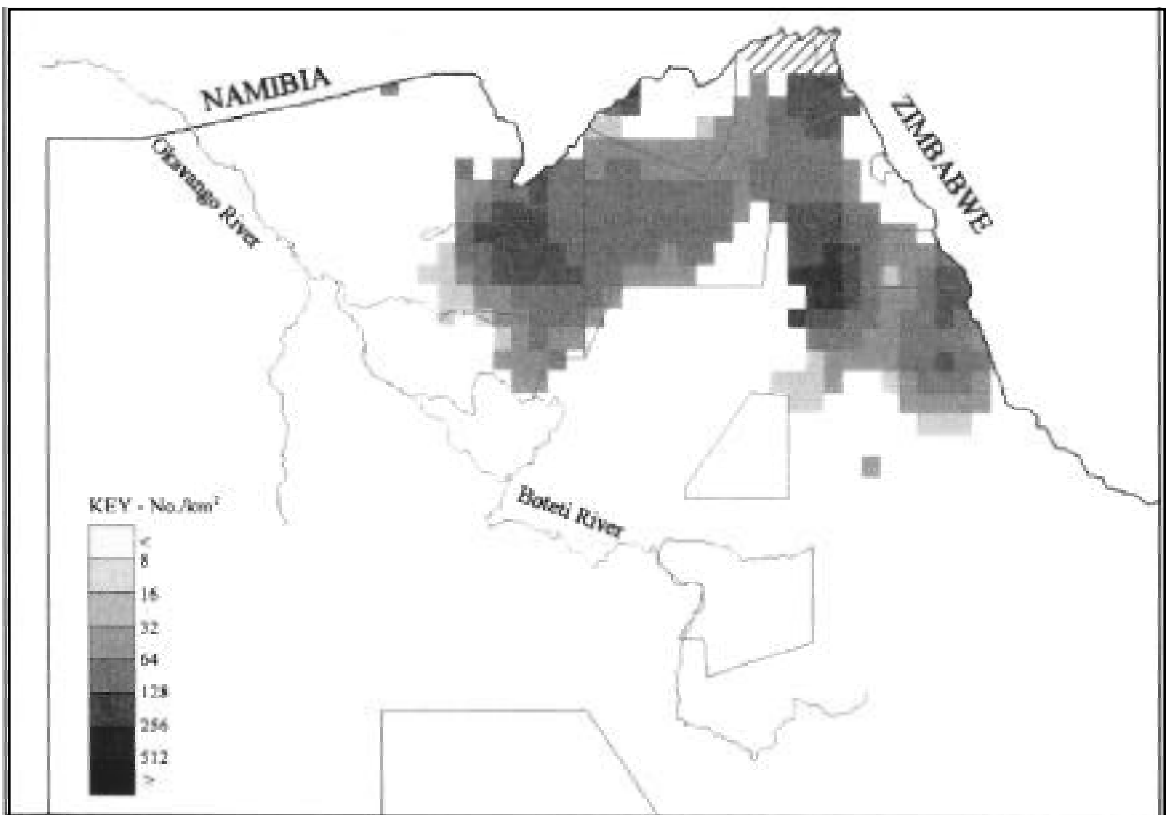 NAMIBIA
ZIMBABWE
Okavango River
Boteti River
KEY - No./km²
<
8
16
32
64
128
256
512
>